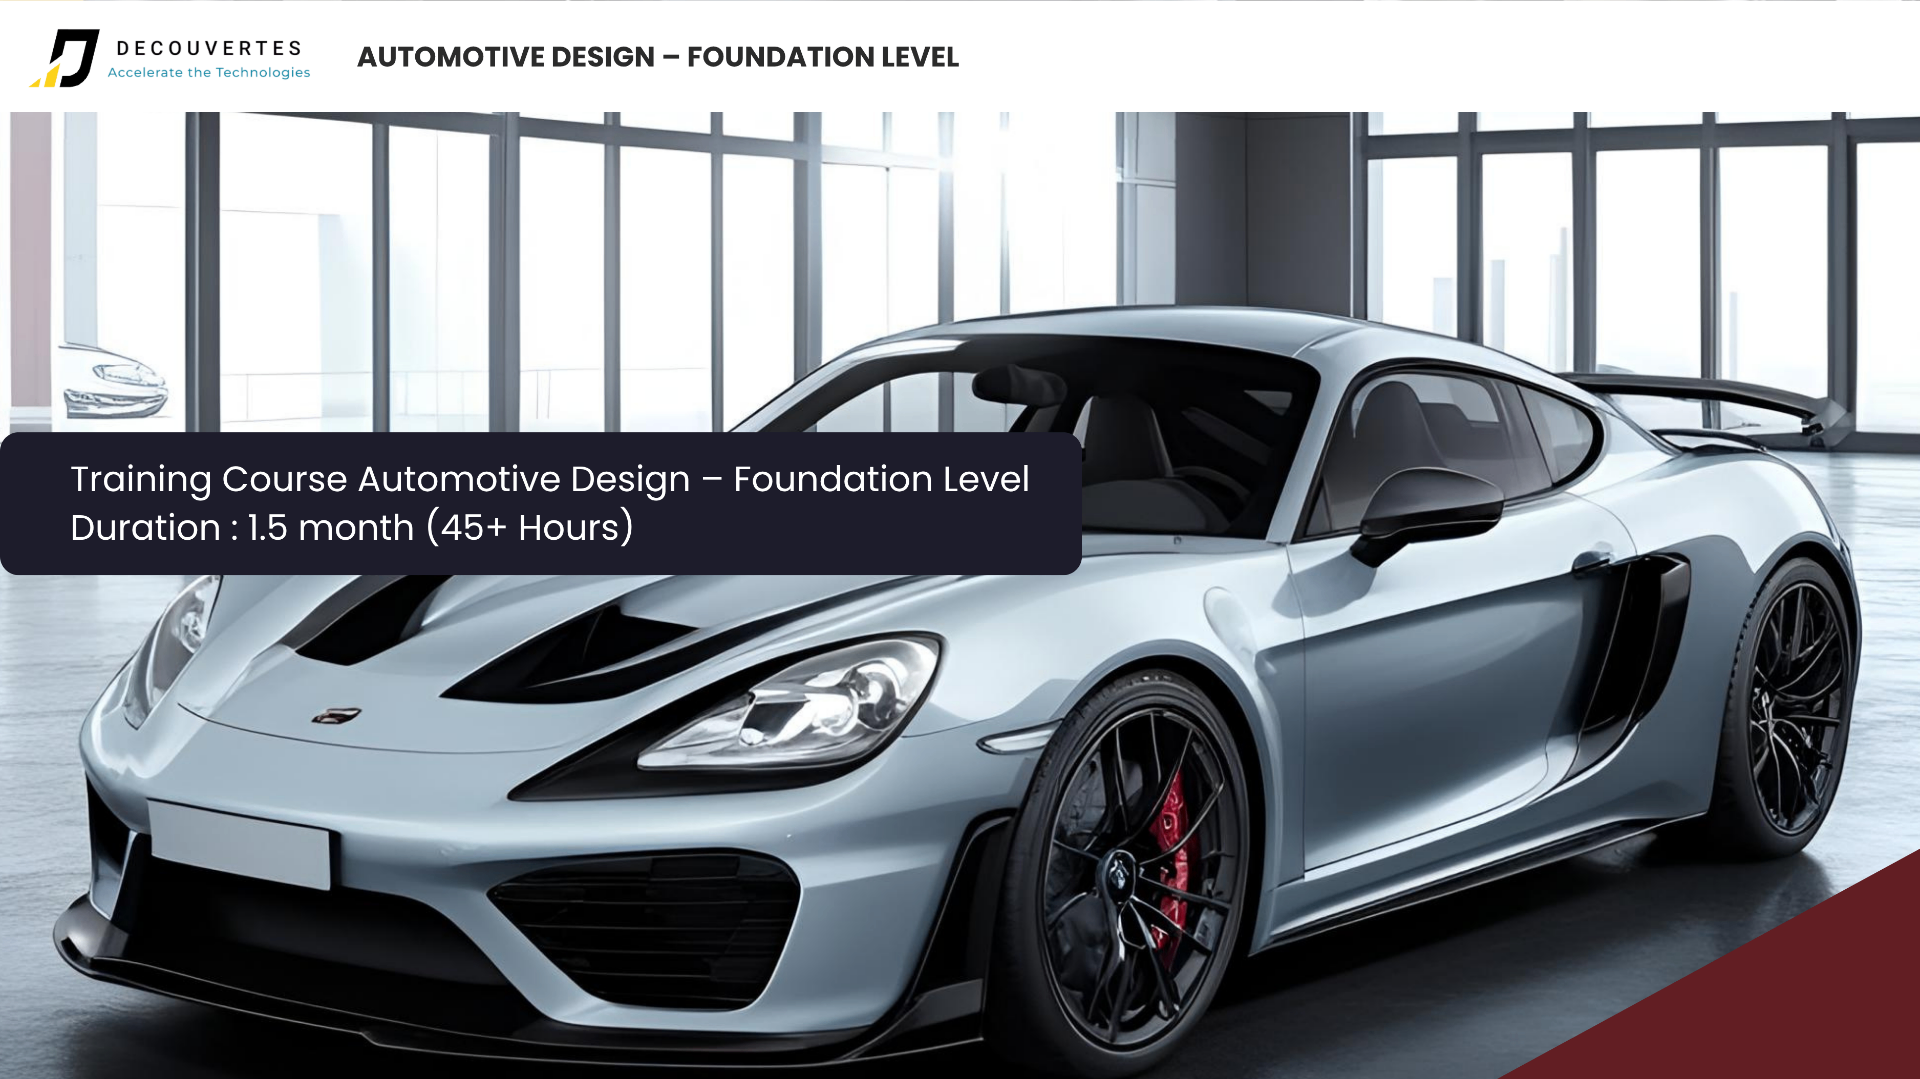 DECOUVERTES
Accelerate the Technologies
AUTOMOTIVE DESIGN – FOUNDATION LEVEL
Training Course Automotive Design – Foundation Level
Duration : 1.5 month (45+ Hours)